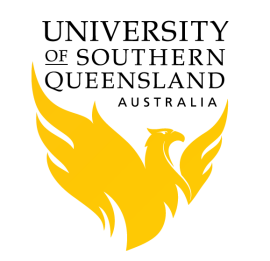 UNIVERSITY
OF SOUTHERN
QUEENSLAND
AUSTRALIA